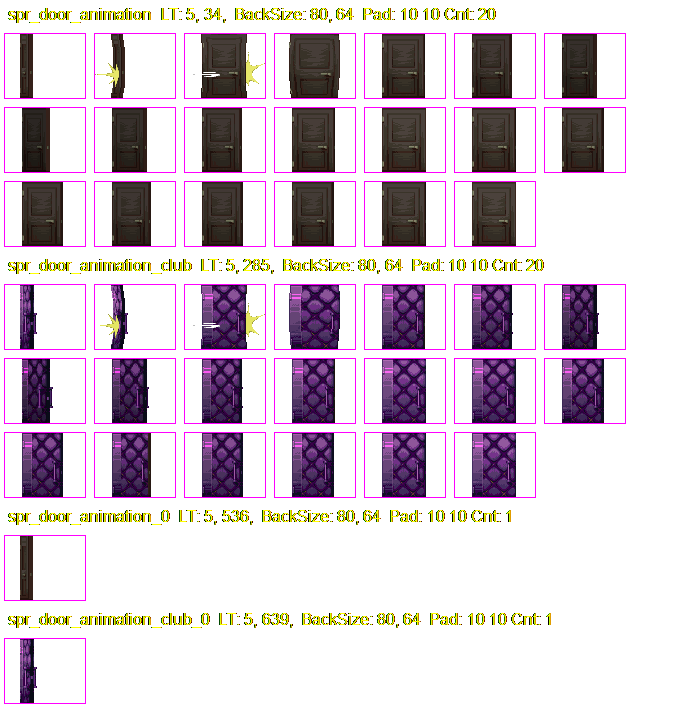 spr_door_animation LT: 5, 34, BackSize: 80, 64 Pad: 10 10 Cnt: 20
spr_door_animation_club LT: 5, 285, BackSize: 80, 64 Pad: 10 10 Cnt: 20
spr_door_animation_0 LT: 5, 536, BackSize: 80, 64 Pad: 10 10 Cnt: 1
spr_door_animation_club_0 LT: 5, 639, BackSize: 80, 64 Pad: 10 10 Cnt: 1